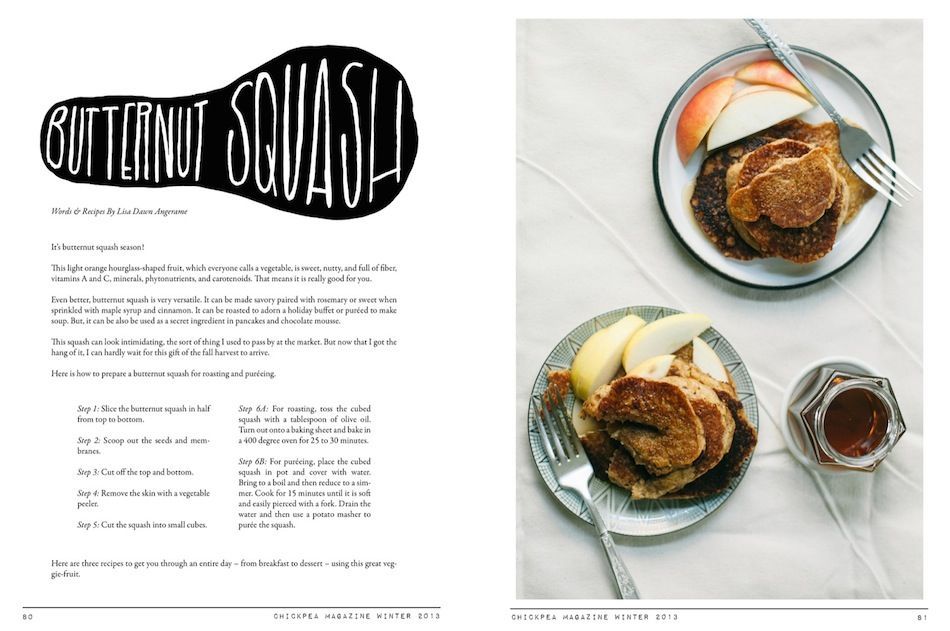 BUTTERNUT SQUASH
Words & Recipes By Lisa Dawn Angerame
It's butternut squash season!
This light orange hourglass-shaped fruit, which everyone calls a vegetable, is sweet, nutty, and full of fiber,
vitamins A and C, minerals, phytonutrients, and carotenoids. That means it is really good for you.
Even better, butternut squash is very versatile. It can be made savory paired with rosemary or sweet when
sprinkled with maple syrup and cinnamon. It can be roasted to adorn a holiday buffet or puréed to make
soup. But, it can be also be used as a secret ingredient in pancakes and chocolate mousse.
This squash can look intimidating, the sort of thing I used to pass by at the market. But now that I got the
hang of it, I can hardly wait for this gift of the fall harvest to arrive.
Here is how to prepare a butternut squash for roasting and puréeing.
Step 1: Slice the butternut squash in half
from top to bottom.
Step 2: Scoop out the seeds and mem-
branes.
Step 3: Cut off the top and bottom.
Step 4: Remove the skin with a vegetable
peeler.
Step 5: Cut the squash into small cubes.
Step 6A: For roasting, toss the cubed
squash with a tablespoon of olive oil.
Turn out onto a baking sheet and bake in
a 400 degree oven for 25 to 30 minutes.
Step 6B: For puréeing, place the cubed
squash in pot and cover with water.
Bring to a boil and then reduce to a sim-
mer. Cook for 15 minutes until it is soft
and easily pierced with a fork. Drain the
water and then use a potato masher to
purée the squash.
Here are three recipes to get you through an entire day – from breakfast to dessert – using this great veg-
gie-fruit.
80
CHICKPEA MAGAZINE WINTER 2013
CHICKPEA MAGAZINE WINTER 2013
81